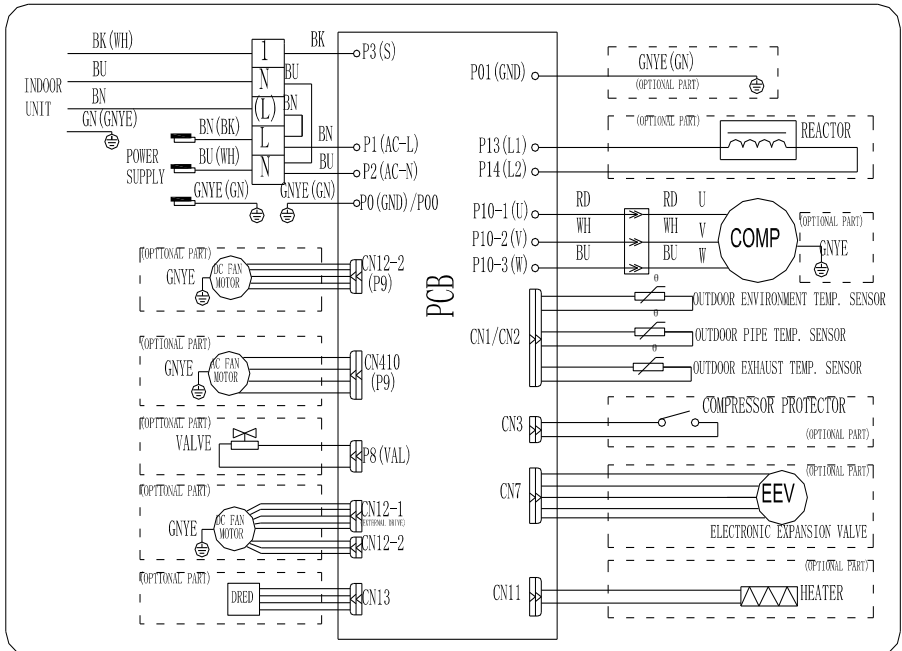 BK(WH)
1
BK
P3(S)
BU
N
BU
INDOOR
UNIT
BN
(L)
BN
GN(GNYE)
BN(BK)
L
BN
P1(AC-L)
POWER
SUPPLY
BU(WH)
N
BU
P2(AC-N)
GNYE(GN)
GNYE(GN)
P0(GND)/P00
(OPTIONAL PART)
GNYE
DC FAN
MOTOR
CN12-2
(P9)
(OPTIONAL PART)
GNYE
AC FAN
MOTOR
CN410
(P9)
(OPTIONAL PART)
VALVE
P8(VAL)
(OPTIONAL PART)
GNYE
DC FAN
MOTOR
CN12-1
(EXTERNAL DRIVE)
CN12-2
(OPTIONAL PART)
DRED
CN13
PCB
P01(GND)
GNYE(GN)
(OPTIONAL PART)
(OPTIONAL PART)
P13(L1)
REACTOR
P14(L2)
P10-1(U)
RD
RD
U
P10-2(V)
WH
WH
V
P10-3(W)
BU
BU
W
COMP
(OPTIONAL PART)
GNYE
CN1/CN2
θ
OUTDOOR ENVIRONMENT TEMP. SENSOR
θ
OUTDOOR PIPE TEMP. SENSOR
θ
OUTDOOR EXHAUST TEMP. SENSOR
CN3
COMPRESSOR PROTECTOR
(OPTIONAL PART)
CN7
(OPTIONAL PART)
EEV
ELECTRONIC EXPANSION VALVE
CN11
(OPTIONAL PART)
HEATER